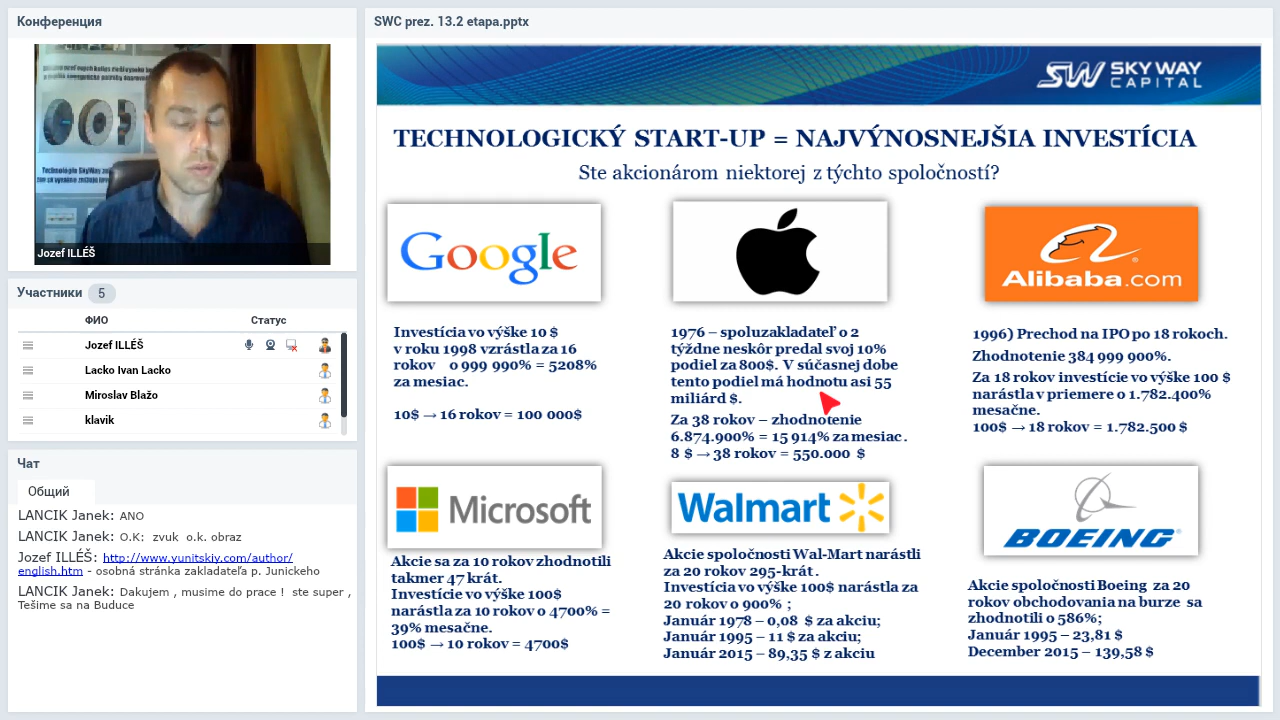 Конференция
Jozef ILLÉŠ
Участники 5
ФИО Статус
Jozef ILLÉŠ
Lacko Ivan Lacko
Miroslav Blažo
klavik
Чат
Общий
LANCIK Janek: ANO
LANCIK Janek: O.K: zvuk o.k. obraz
Jozef ILLÉŠ: http://www.yunitskiy.com/author/
english.htm - osobná stránka zakladateľa p. Junickeho
LANCIK Janek: Dakujem , musime do prace ! ste super ,
Tešime sa na Buduce
SWC prez. 13.2 etapa.pptx
SW SKY WAY
CAPITAL
TECHNOLOGICKÝ START-UP = NAJVÝNOSNEJŠIA INVESTÍCIA
Ste akcionárom niektorej z týchto spoločností?
Google
Investícia vo výške 10 $
v roku 1998 vzrástla za 16
rokov o 999 990% = 5208%
za mesiac.
10$ → 16 rokov = 100 000$
1976 – spoluzakladateľ o 2
týždne neskôr predal svoj 10%
podiel za 800$. V súčasnej dobe
tento podiel má hodnotu asi 55
miliárd $.
Za 38 rokov – zhodnotenie
6.874.900% = 15 914% za mesiac.
8 $ → 38 rokov = 550.000 $
Alibaba.com
1996) Prechod na IPO po 18 rokoch.
Zhodnotenie 384 999 900%.
Za 18 rokov investície vo výške 100 $
narástla v priemere o 1.782.400%
mesačne.
100$ → 18 rokov = 1.782.500 $
Microsoft
Akcie sa za 10 rokov zhodnotili
takmer 47 krát.
Investície vo výške 100$
narástla za 10 rokov o 4700% =
39% mesačne.
100$ → 10 rokov = 4700$
Walmart
Akcie spoločnosti Wal-Mart narástli
za 20 rokov 295-krát.
Investícia vo výške 100$ narástla za
20 rokov o 900% ;
Január 1978 – 0,08 $ za akciu;
Január 1995 – 11 $ za akciu;
Január 2015 – 89,35 $ z akciu
BOEING
Akcie spoločnosti Boeing za 20
rokov obchodovania na burze sa
zhodnotili o 586%;
Január 1995 – 23,81 $
December 2015 – 139,58 $